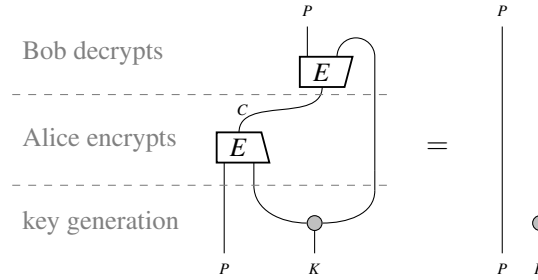 P P
Bob decrypts E
C
Alice encrypts E =
key generation
P K P